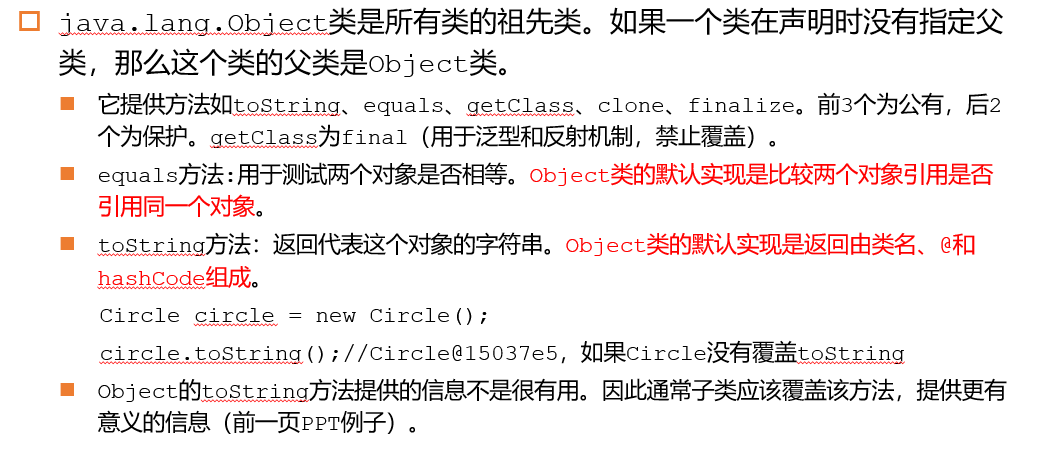 java.lang.Object类是所有类的祖先类。如果一个类在声明时没有指定父
类，那么这个类的父类是Object类。
它提供方法如toString、equals、getClass、clone、finalize。前3个为公有，后2
个为保护。getClass为final（用于泛型和反射机制，禁止覆盖）。
equals方法:用于测试两个对象是否相等。Object类的默认实现是比较两个对象引用是否
引用同一个对象。
toString方法：返回代表这个对象的字符串。Object类的默认实现是返回由类名、@和
hashCode组成。
Circle circle = new Circle();
circle.toString();//Circle@15037e5，如果Circle没有覆盖toString
Object的toString方法提供的信息不是很有用。因此通常子类应该覆盖该方法，提供更有
意义的信息（前一页PPT例子）。